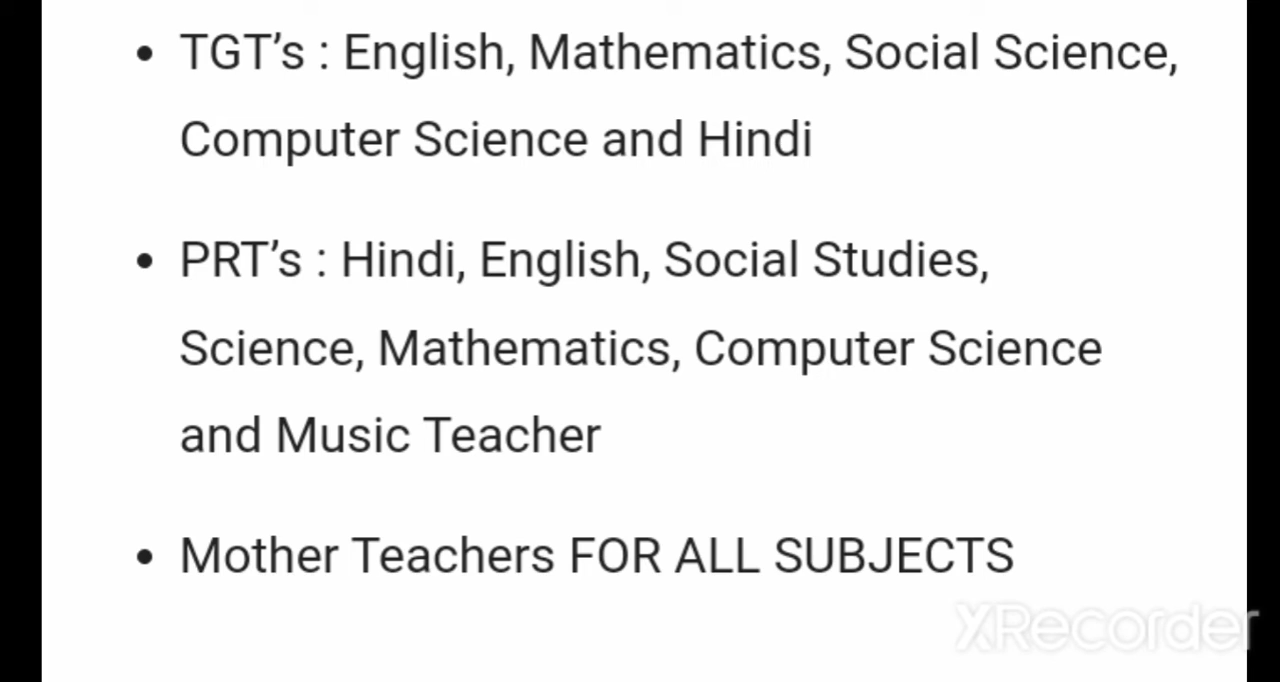 • TGT’s : English, Mathematics, Social Science,
Computer Science and Hindi
• PRT’s : Hindi, English, Social Studies,
Science, Mathematics, Computer Science
and Music Teacher
• Mother Teachers FOR ALL SUBJECTS
XRecorder